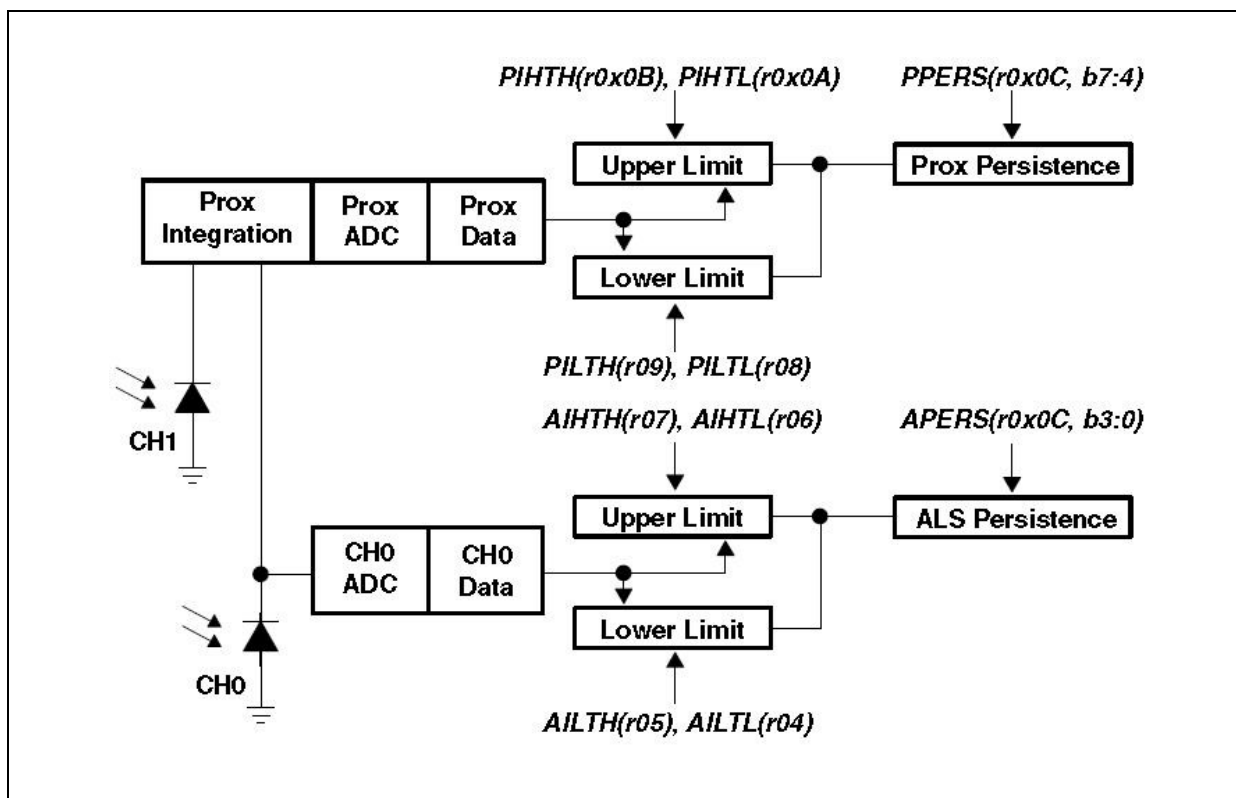 PIHTH(r0x0B), PIHTL(r0x0A)
PPERS(r0x0C, b7:4)
Upper Limit
Prox Persistence
Prox
Integration
Prox
ADC
Prox
Data
Lower Limit
PILTH(r09), PILTL(r08)
CH1
AIHTH(r07), AIHTL(r06)
APERS(r0x0C, b3:0)
Upper Limit
ALS Persistence
CH0
ADC
CH0
Data
Lower Limit
CH0
AILTH(r05), AILTL(r04)